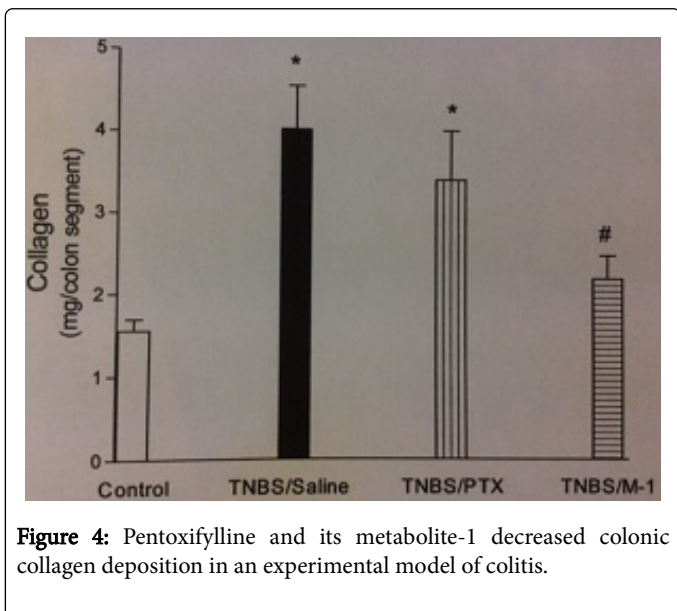 5
*
*
4
3
#
2
1
0
Collagen
(mg/colon segment)
Control TNBS/Saline TNBS/PTX TNBS/M-1
Figure 4: Pentoxifylline and its metabolite-1 decreased colonic
collagen deposition in an experimental model of colitis.